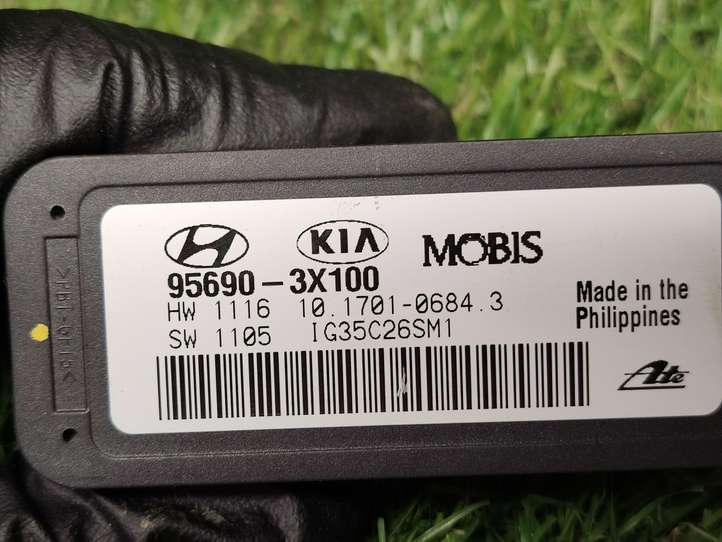 KIA MOBIS
95690-3X100
HW 1116 10.1701-0684.3
SW 1105 IG35C26SM1
Made in the
Philippines
Ate